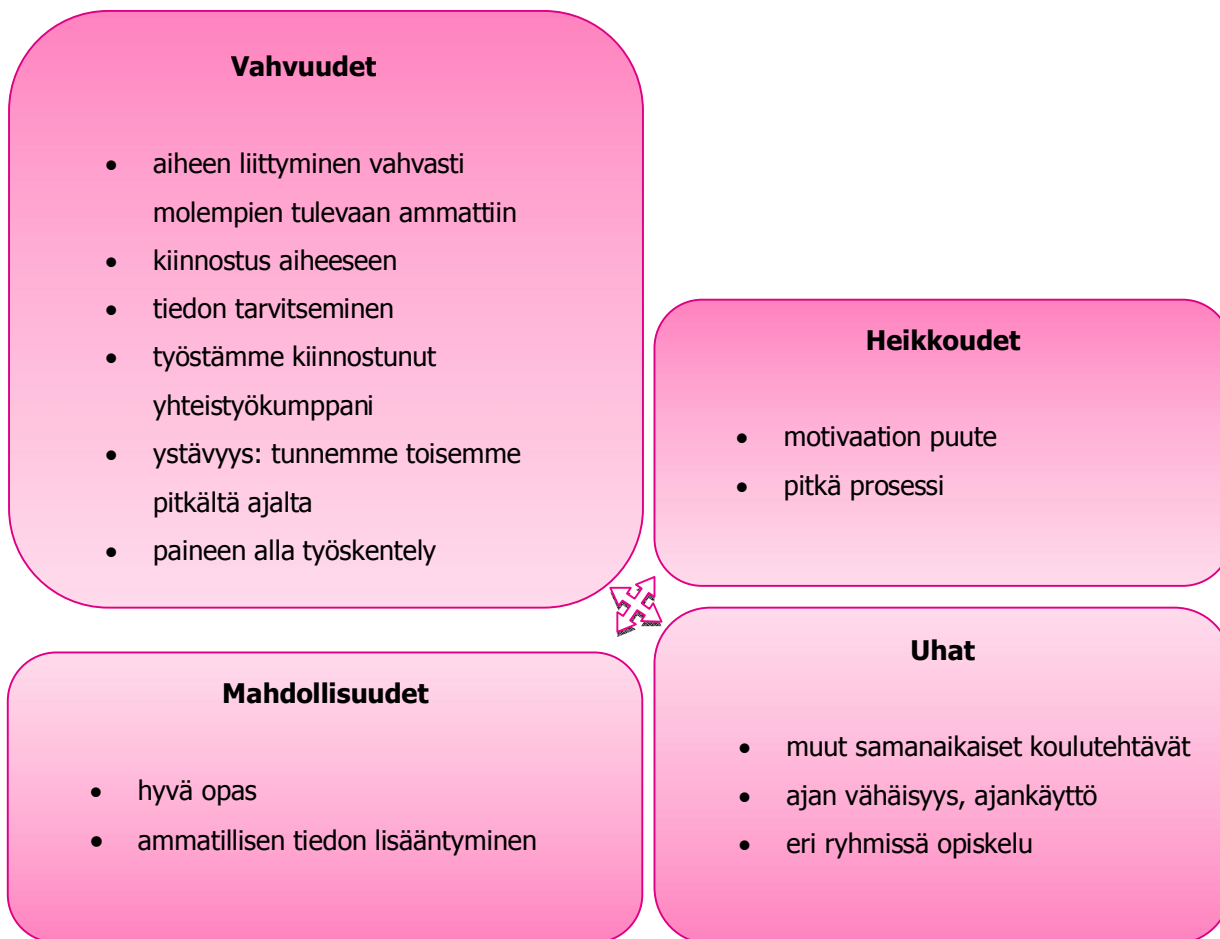 Vahvuudet
• aiheen liittyminen vahvasti
molempien tulevaan ammattiin
• kiinnostus aiheeseen
• tiedon tarvitseminen
• työstämme kiinnostunut
yhteistyökumppani
• ystävyys: tunnemme toisemme
pitkältä ajalta
• paineen alla työskentely
Heikkoudet
• motivaation puute
• pitkä prosessi
Mahdollisuudet
• hyvä opas
• ammatillisen tiedon lisääntyminen
Uhat
• muut samanaikaiset koulutehtävät
• ajan vähäisyys, ajankäyttö
• eri ryhmissä opiskelu